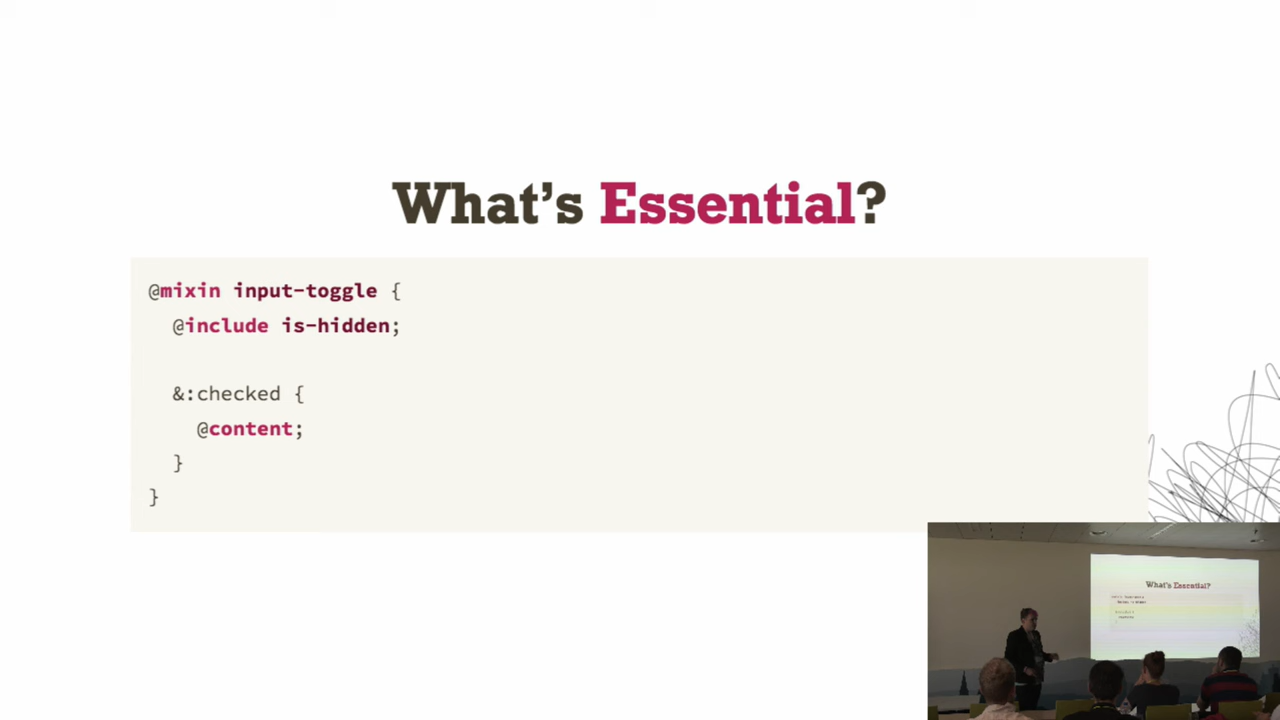 What's Essential?
@mixin input-toggle {
@include is-hidden;
&:checked {
@content;
}
}
What's Essential?